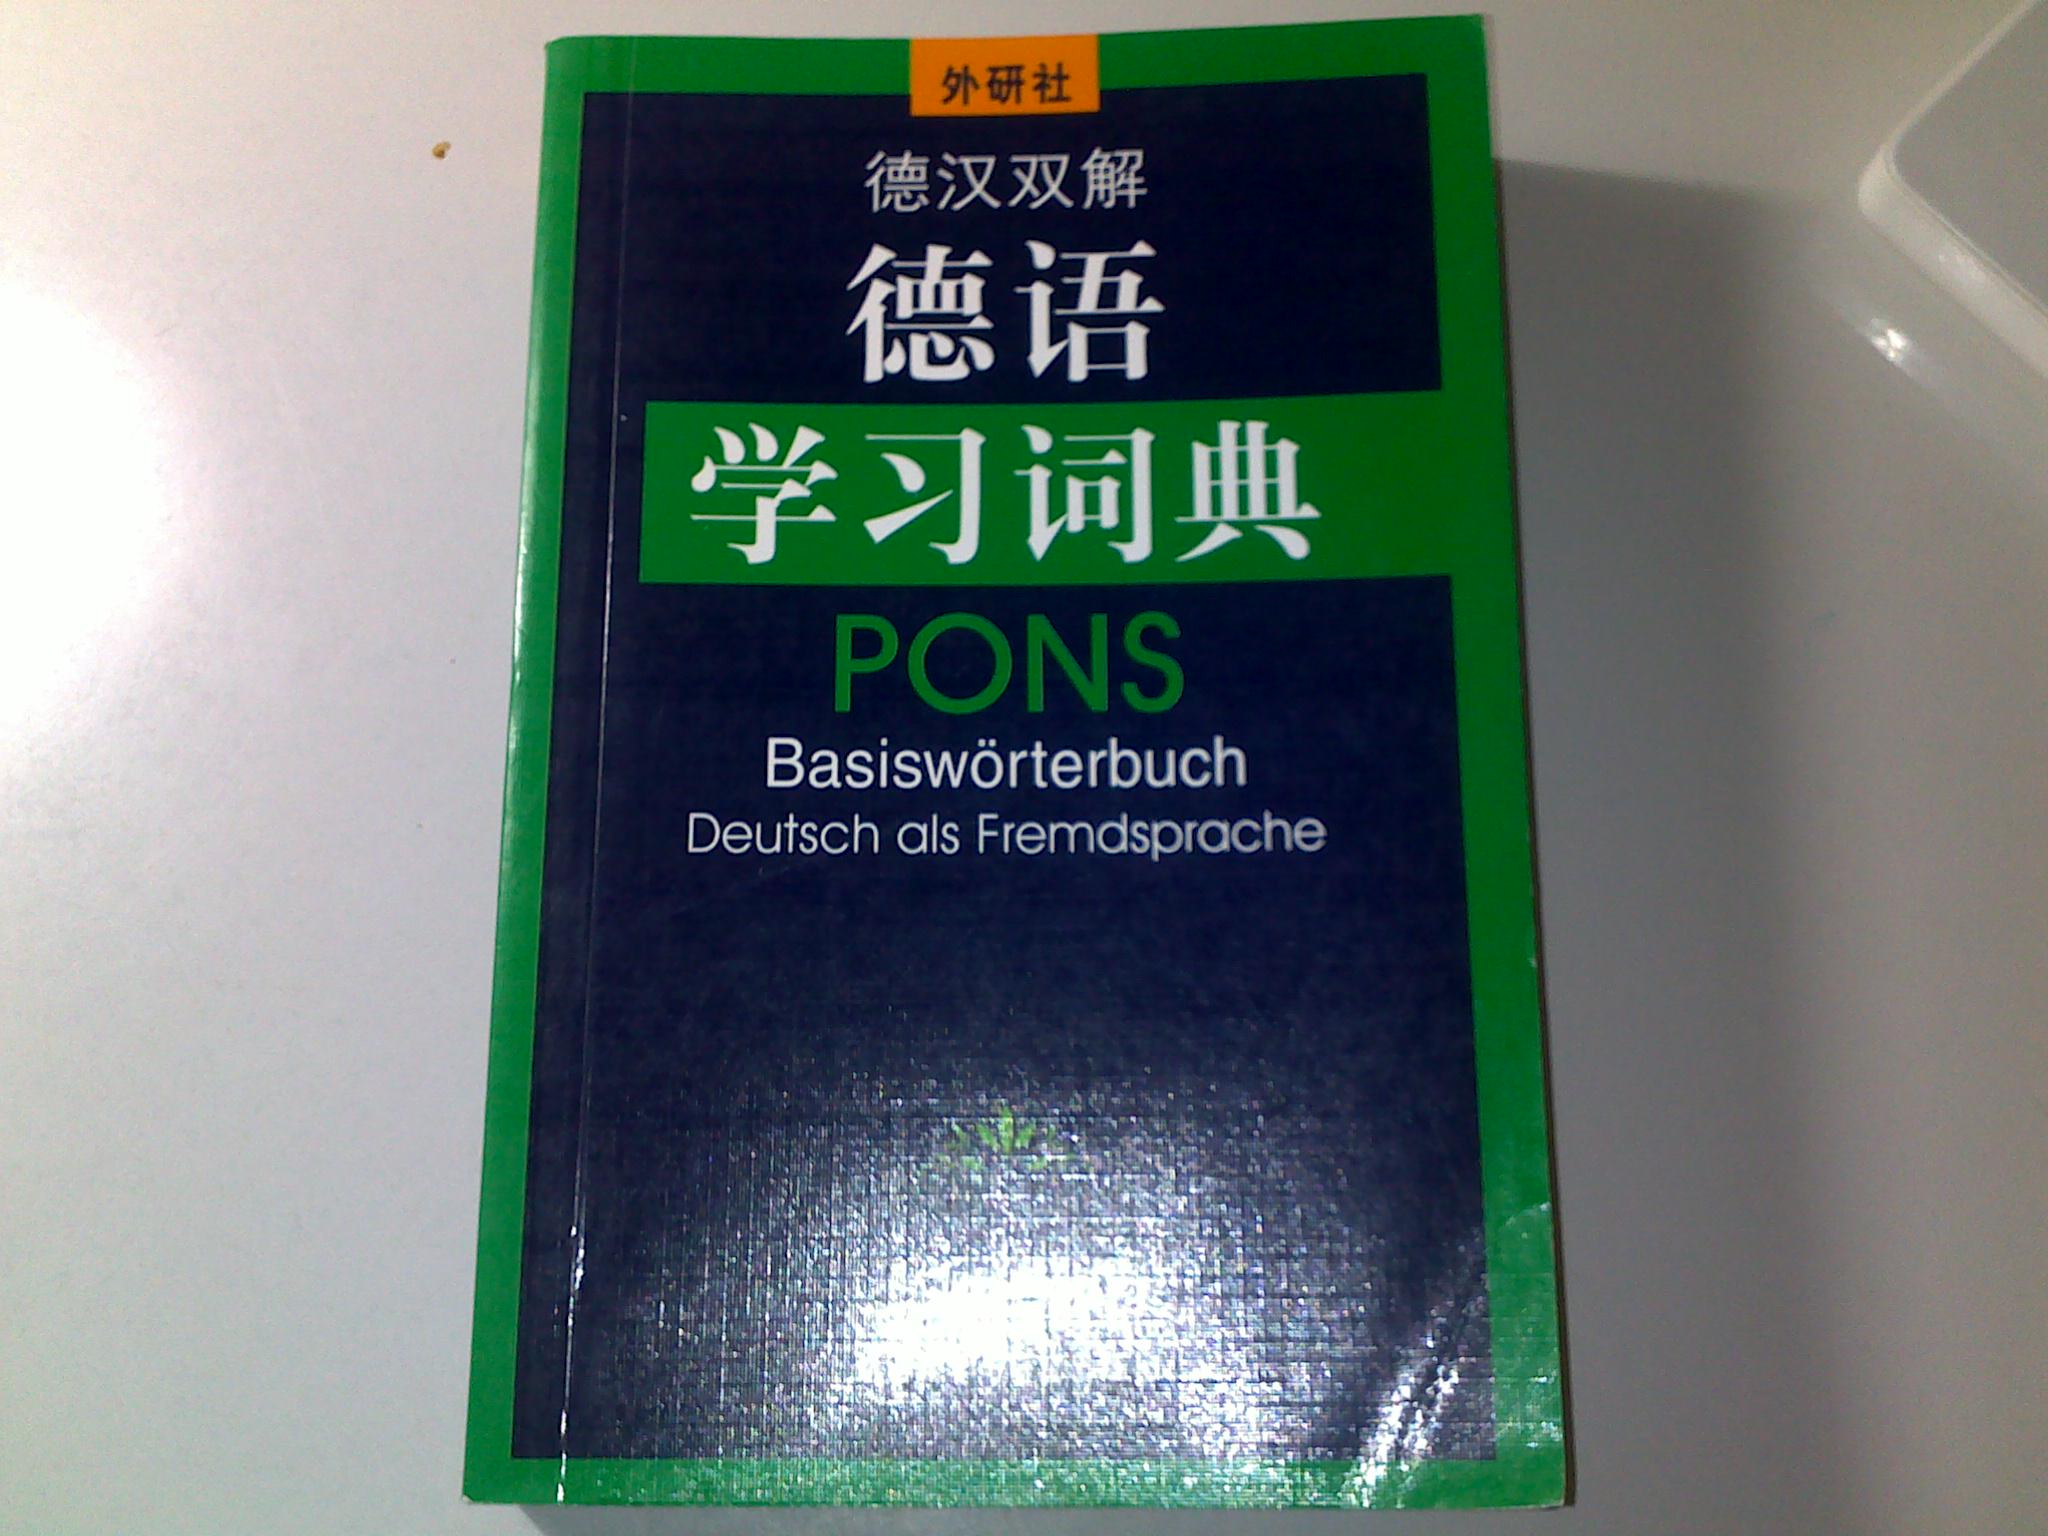 外研社
德汉双解
德语
学习词典
PONS
Basiswörterbuch
Deutsch als Fremdsprache